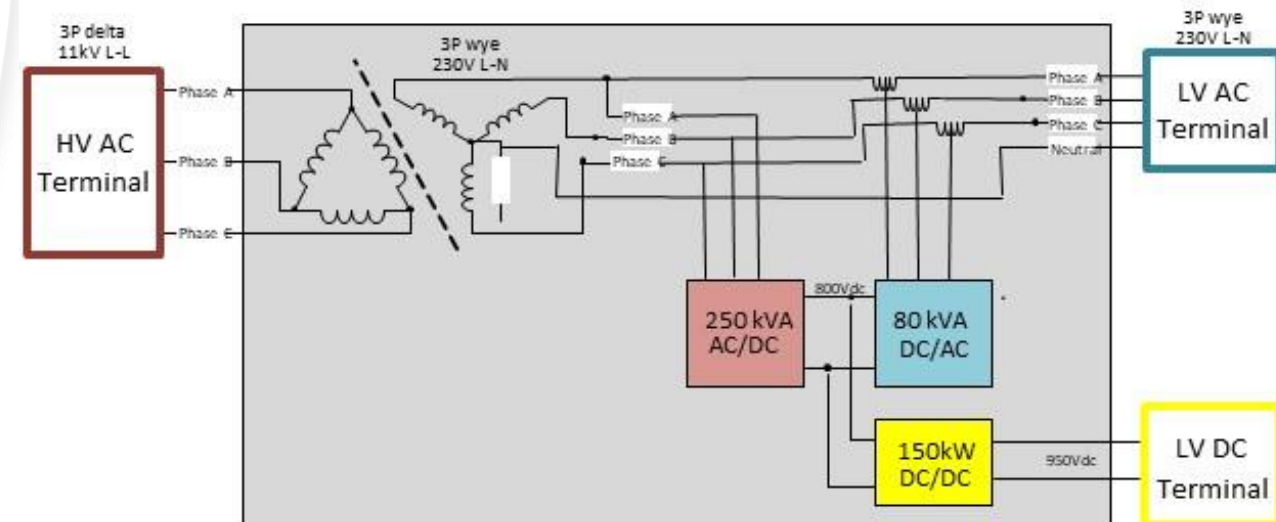 3P delta
11kV L-L
HV AC
Terminal
Phase A
Phase B
Phase C
3P wye
230V L-N
Phase A
Phase B
Phase C
3P wye
230V L-N
Phase A
Phase B
Phase C
Neutral
LV AC
Terminal
250 kVA
AC/DC
800Vdc
80 kVA
DC/AC
150kW
DC/DC
950Vdc
LV DC
Terminal